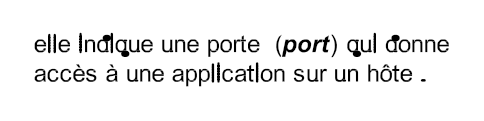 elle indique une porte (port) qui donne
accès à une application sur un hôte .